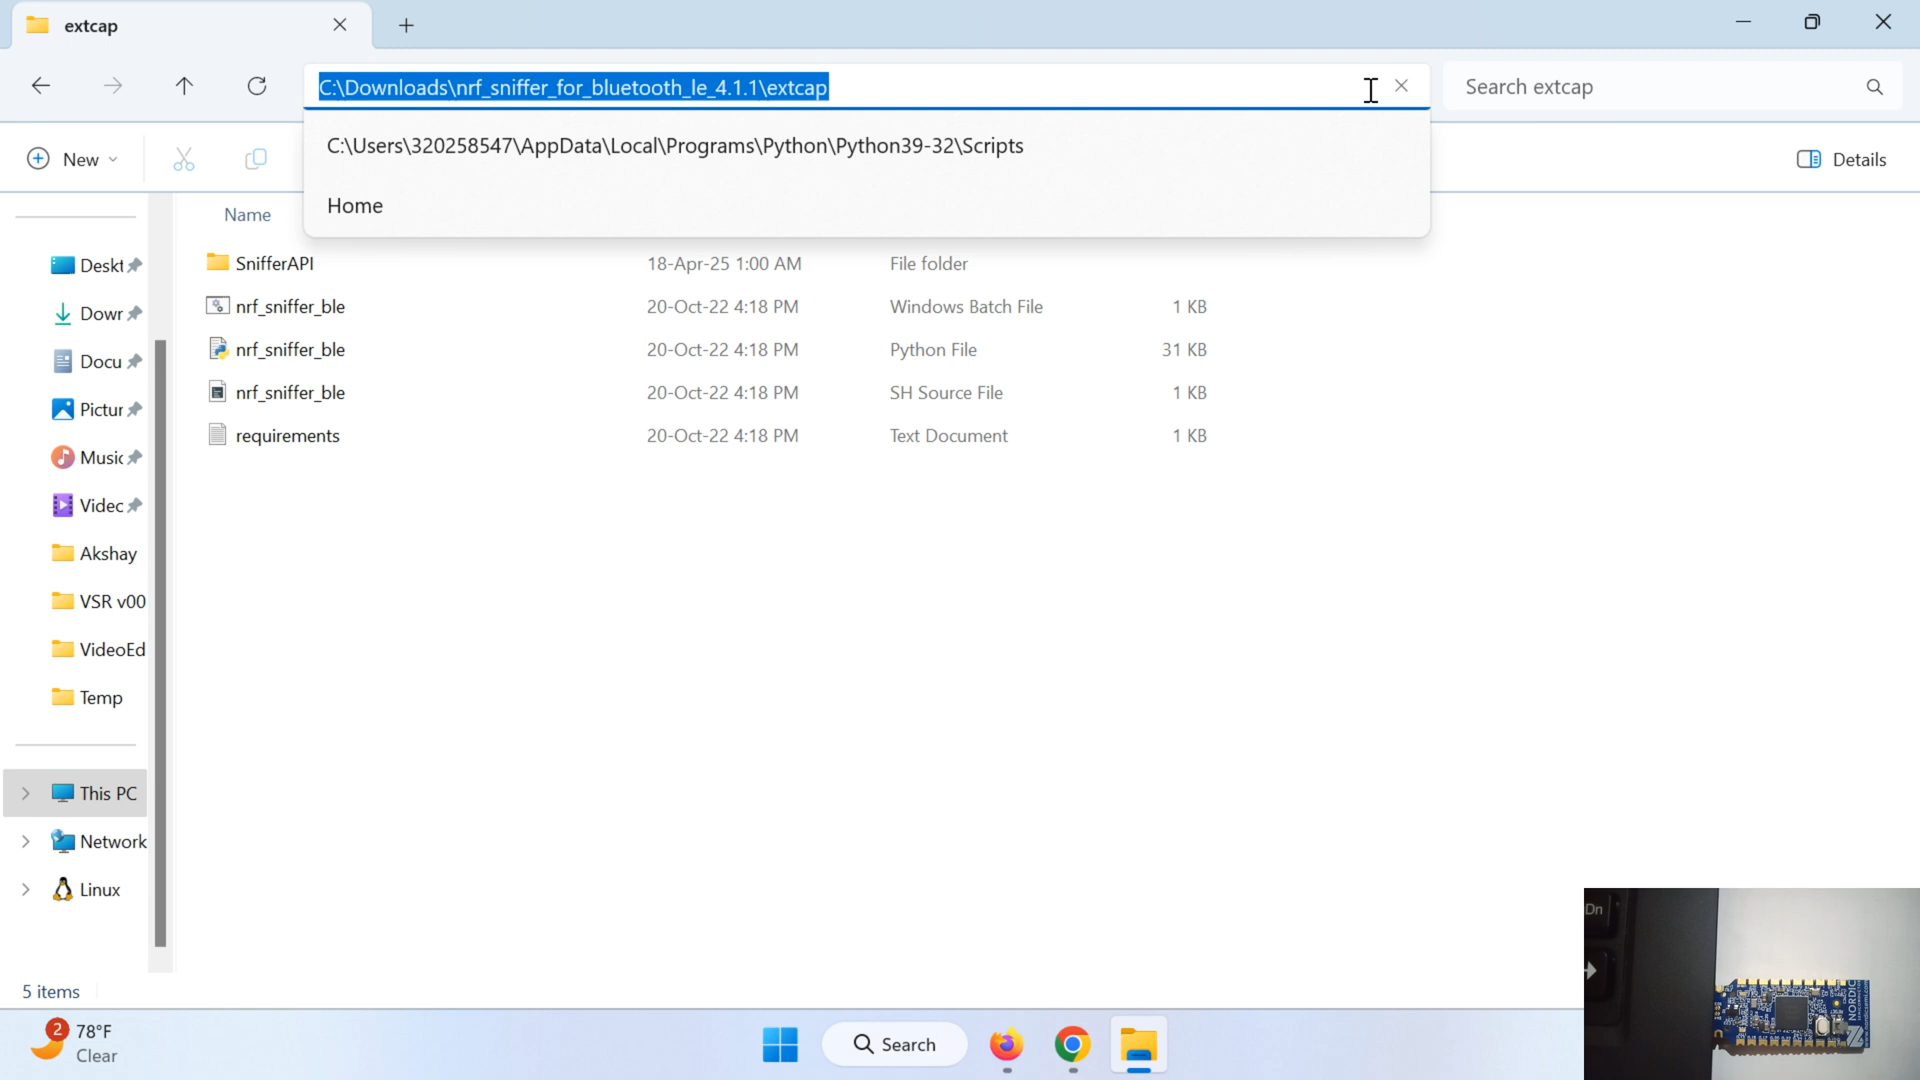 extcap
C:\Downloads\nrf_sniffer_for_bluetooth_le_4.1.1\extcap
Search extcap
C:\Users\320258547\AppData\Local\Programs\Python\Python39-32\Scripts
Home
New
Details
Name
SnifferAPI 18-Apr-25 1:00 AM File folder
nrf_sniffer_ble 20-Oct-22 4:18 PM Windows Batch File 1 KB
nrf_sniffer_ble 20-Oct-22 4:18 PM Python File 31 KB
nrf_sniffer_ble 20-Oct-22 4:18 PM SH Source File 1 KB
requirements 20-Oct-22 4:18 PM Text Document 1 KB
Deskt
Dowr
Docu
Pictur
Music
Videc
Akshay
VSR v00
VideoEd
Temp
This PC
Network
Linux
5 items
2
78°F
Clear
Search
Dn
NORDIC